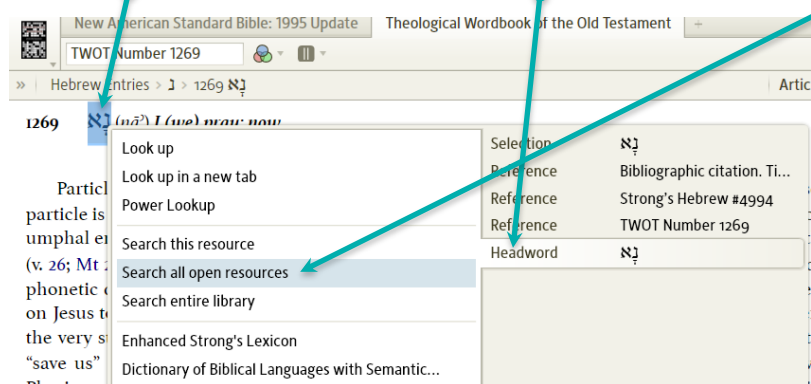 New American Standard Bible: 1995 Update Theological Wordbook of the Old Testament
TWOT Number 1269
» Hebrew Entries > נ > 1269 נָא Artic
1269 נָא (nāʾ) I (we) pray; now
Look up
Look up in a new tab
Power Lookup
Search this resource
Search all open resources
Search entire library
Enhanced Strong's Lexicon
Dictionary of Biblical Languages with Semantic...
Selection נָא
Reference Bibliographic citation. Ti...
Reference Strong's Hebrew #4994
Reference TWOT Number 1269
Headword נָא
Particl
particle is
umphal en
(v. 26; Mt
phonetic
on Jesus t
the very s
"save us"